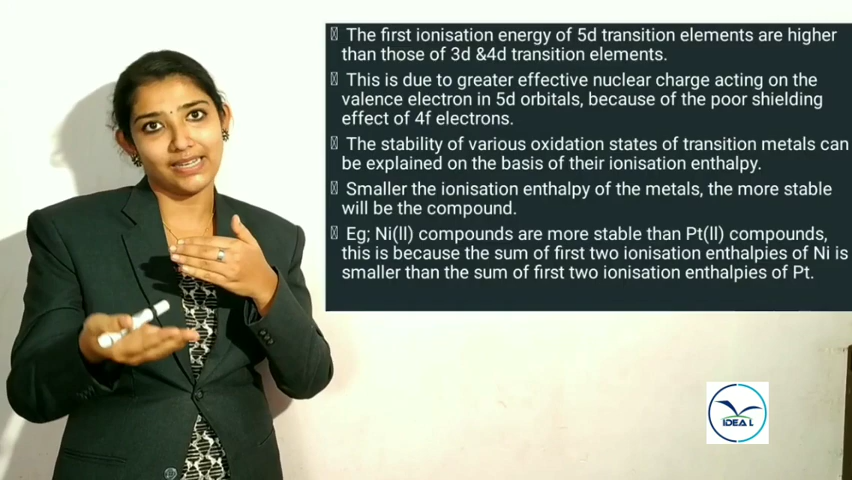 The first ionisation energy of 5d transition elements are higher
than those of 3d &4d transition elements.
This is due to greater effective nuclear charge acting on the
valence electron in 5d orbitals, because of the poor shielding
effect of 4f electrons.
The stability of various oxidation states of transition metals can
be explained on the basis of their ionisation enthalpy.
Smaller the ionisation enthalpy of the metals, the more stable
will be the compound.
Eg; Ni(ll) compounds are more stable than Pt(ll) compounds,
this is because the sum of first two ionisation enthalpies of Ni is
smaller than the sum of first two ionisation enthalpies of Pt.
IDEAL